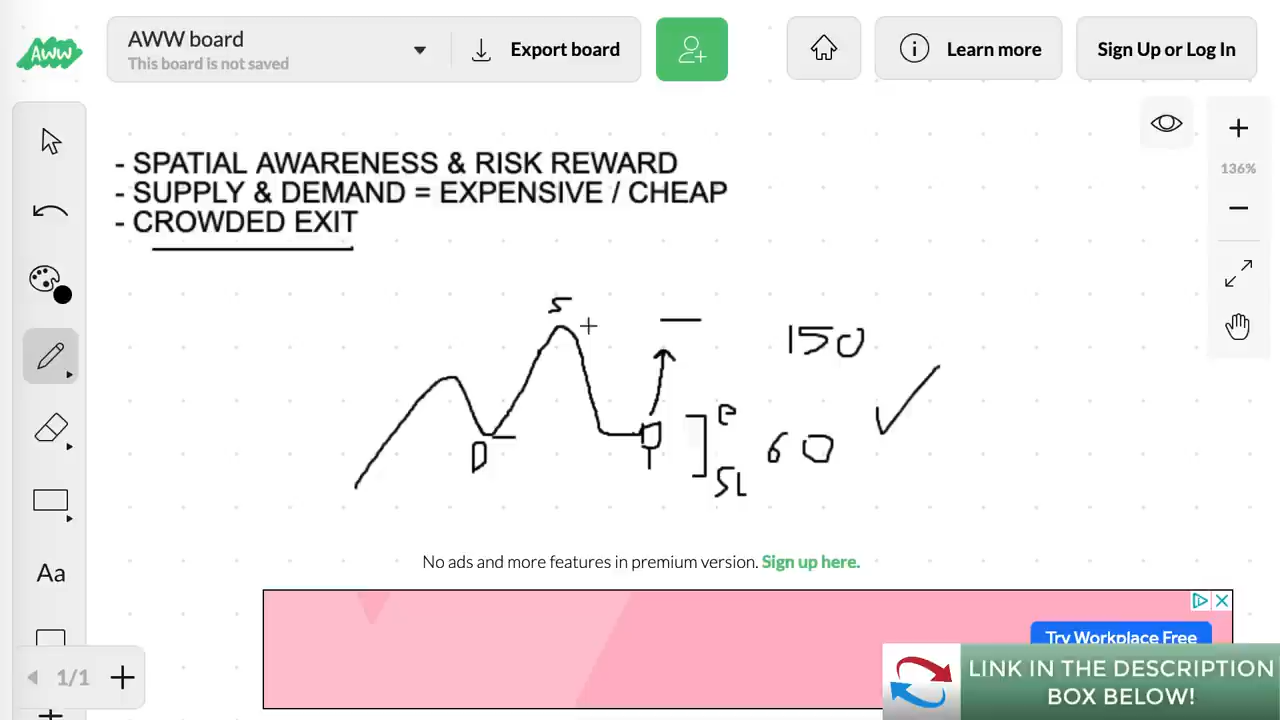 AWW
AWW board
This board is not saved
Export board
Learn more
Sign Up or Log In
- SPATIAL AWARENESS & RISK REWARD
- SUPPLY & DEMAND = EXPENSIVE / CHEAP
- CROWDED EXIT
136%
S
150
D
e
60
SL
Aa
No ads and more features in premium version. Sign up here.
Try Workplace Free
1/1
LINK IN THE DESCRIPTION
BOX BELOW!